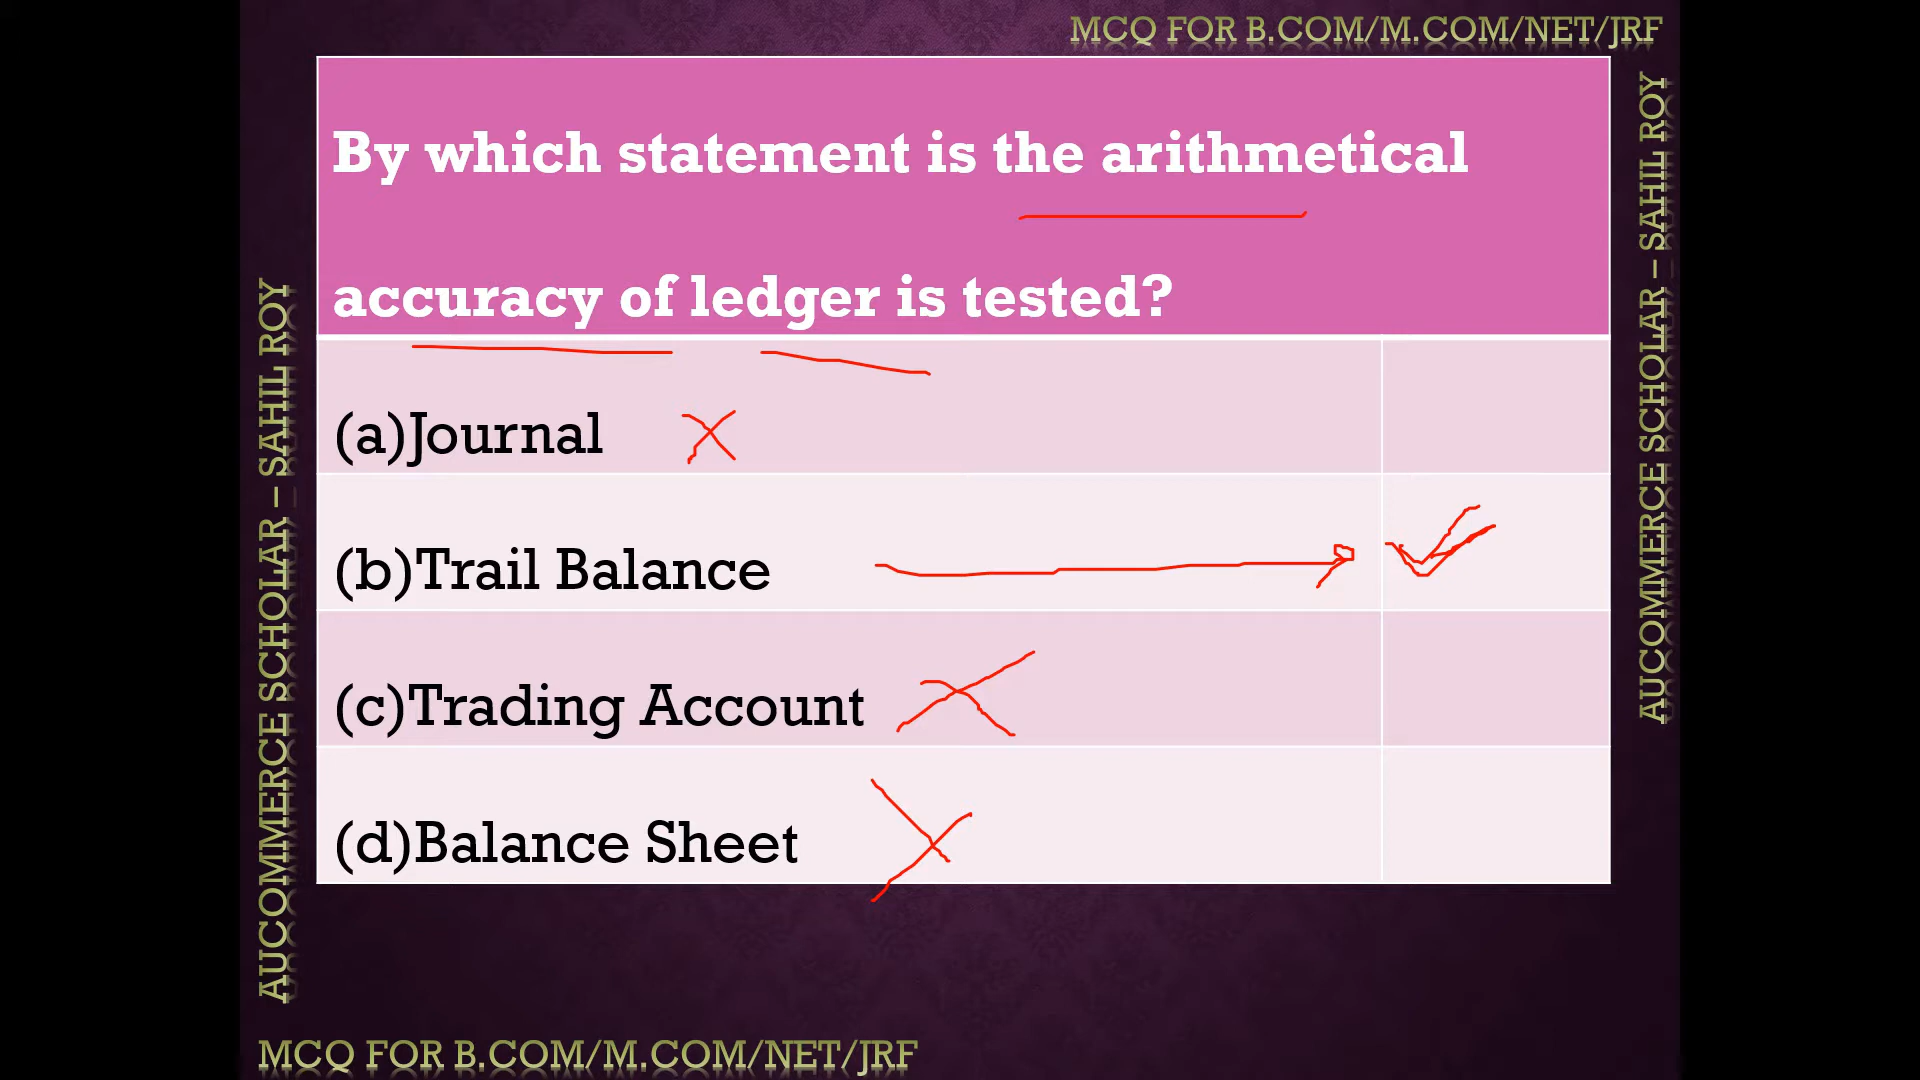 MCQ FOR B.COM/M.COM/NET/JRF
By which statement is the arithmetical
accuracy of ledger is tested?
(a)Journal
(b)Trail Balance
(c)Trading Account
(d)Balance Sheet
AUCOMMERCE SCHOLAR – SAHIL ROY
AUCOMMERCE SCHOLAR – SAHIL ROY
MCQ FOR B.COM/M.COM/NET/JRF